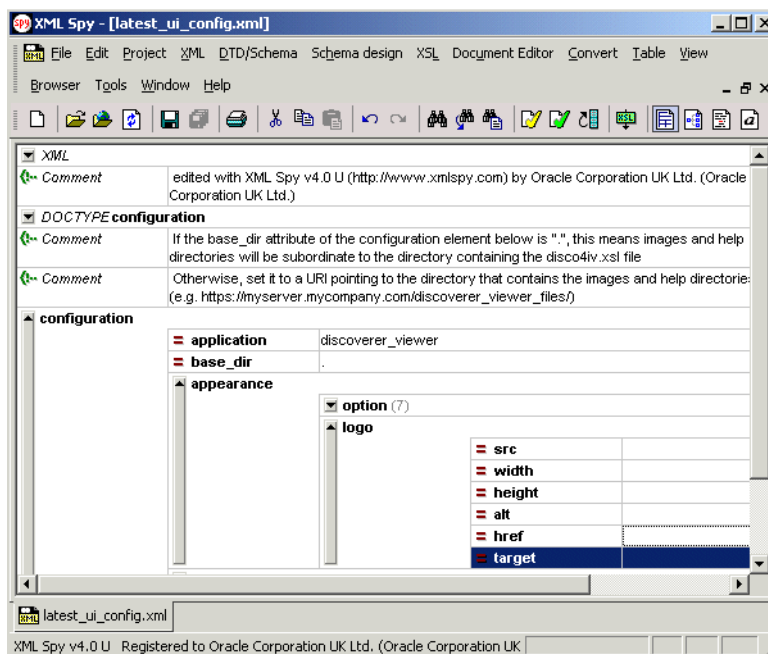 XML Spy - [latest_ui_config.xml]
File Edit Project XML DTD/Schema Schema design XSL Document Editor Convert Table View
Browser Tools Window Help
XML
Comment edited with XML Spy v4.0 U (http://www.xmlspy.com) by Oracle Corporation UK Ltd. (Oracle
Corporation UK Ltd.)
DOCTYPE configuration
Comment If the base_dir attribute of the configuration element below is ".", this means images and help
directories will be subordinate to the directory containing the disco4iv.xsl file
Comment Otherwise, set it to a URI pointing to the directory that contains the images and help directorie
(e.g. https://myserver.mycompany.com/discoverer_viewer_files/)
configuration
= application discoverer_viewer
= base_dir .
appearance
option (7)
logo
= src
= width
= height
= alt
= href
= target
latest_ui_config.xml
XML Spy v4.0 U Registered to Oracle Corporation UK Ltd. (Oracle Corporation UK